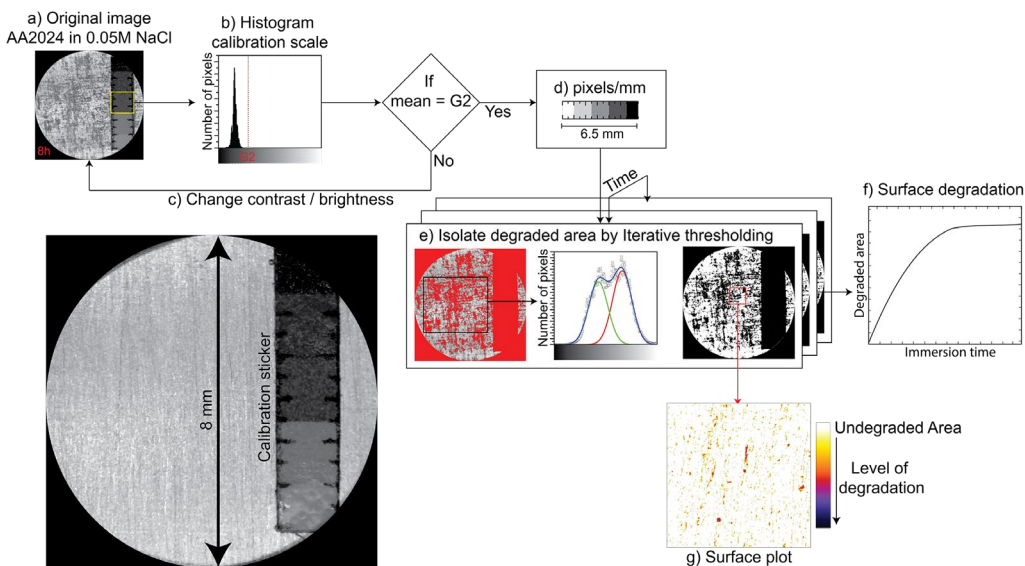 a) Original image
AA2024 in 0.05M NaCl
8h
b) Histogram
calibration scale
Number of pixels
G2
If
mean = G2
Yes
No
c) Change contrast / brightness
d) pixels/mm
6.5 mm
Time
e) Isolate degraded area by Iterative thresholding
Number of pixels
f) Surface degradation
Degraded area
Immersion time
8 mm
Calibration sticker
Undegraded Area
Level of
degradation
g) Surface plot